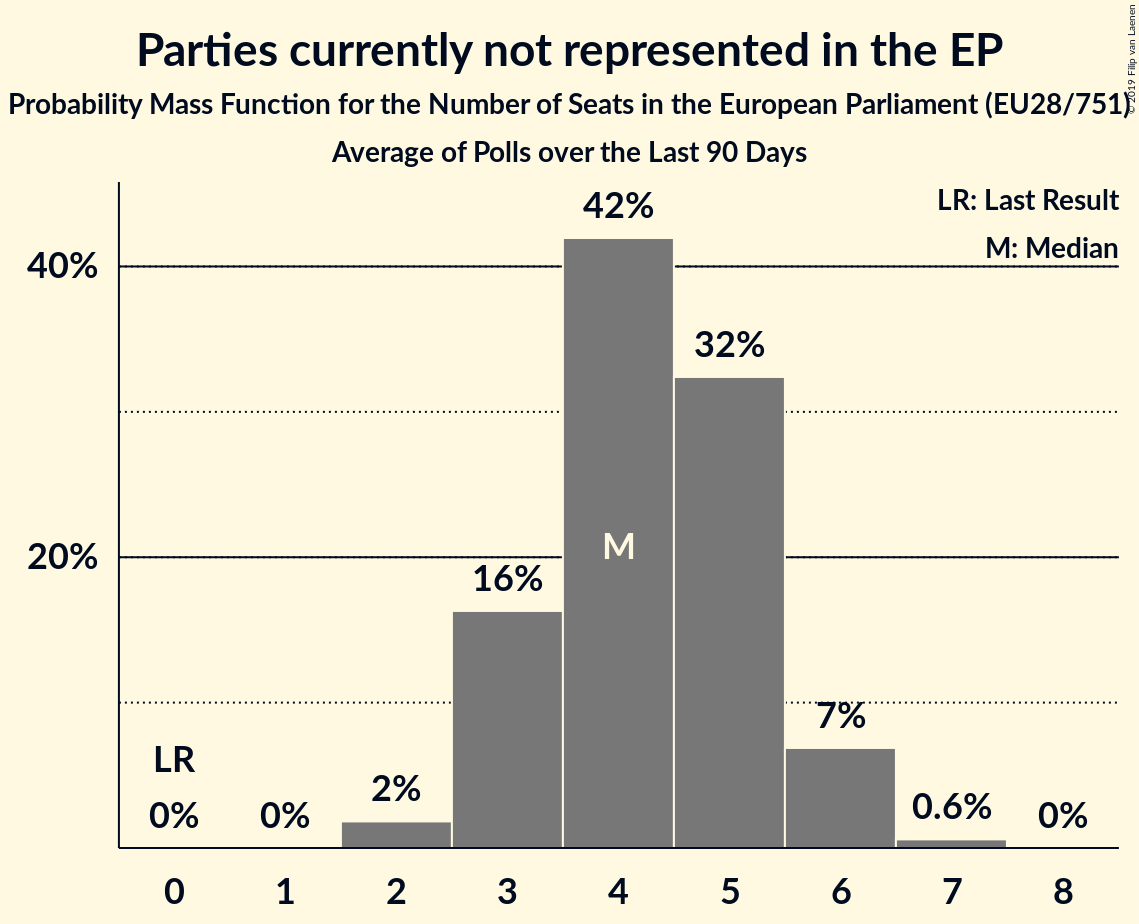 Parties currently not represented in the EP
Probability Mass Function for the Number of Seats in the European Parliament (EU28/751)
Average of Polls over the Last 90 Days
© 2019 Filip van Laenen
LR: Last Result
M: Median
42%
40%
32%
M
20%
16%
7%
LR
2%
0.6%
0% 0% 0%
0 1 2 3 4 5 6 7 8